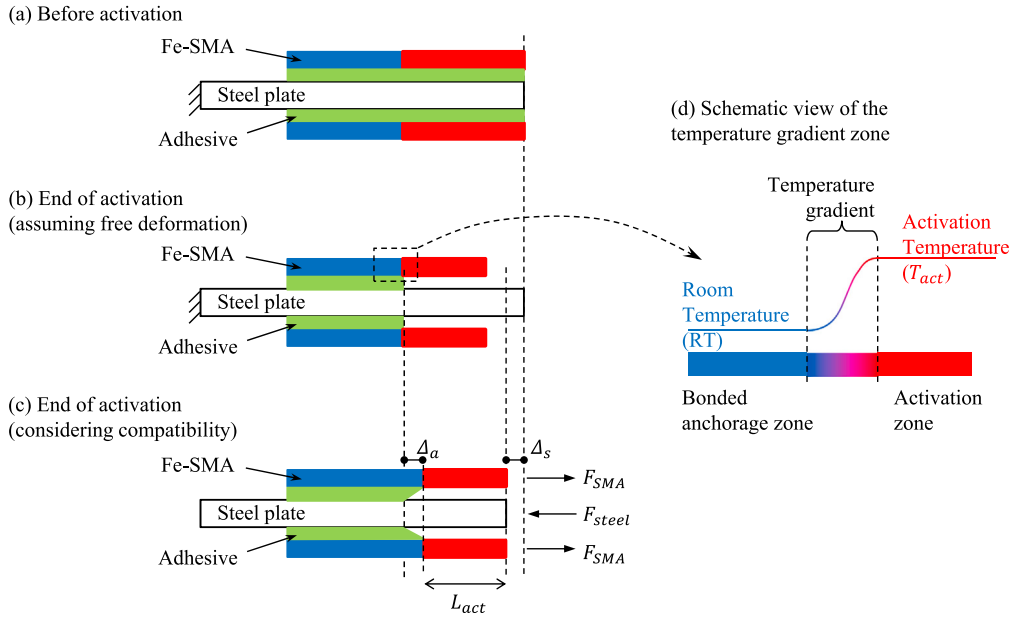 (a) Before activation
Fe-SMA
Steel plate
Adhesive
(b) End of activation
(assuming free deformation)
Fe-SMA
Steel plate
Adhesive
(c) End of activation
(considering compatibility)
Δa
Δs
Fe-SMA
F_SMA
Steel plate
F_steel
Adhesive
F_SMA
L_act
(d) Schematic view of the
temperature gradient zone
Temperature
gradient
Activation
Temperature
(T_act)
Room
Temperature
(RT)
Bonded
anchorage zone
Activation
zone